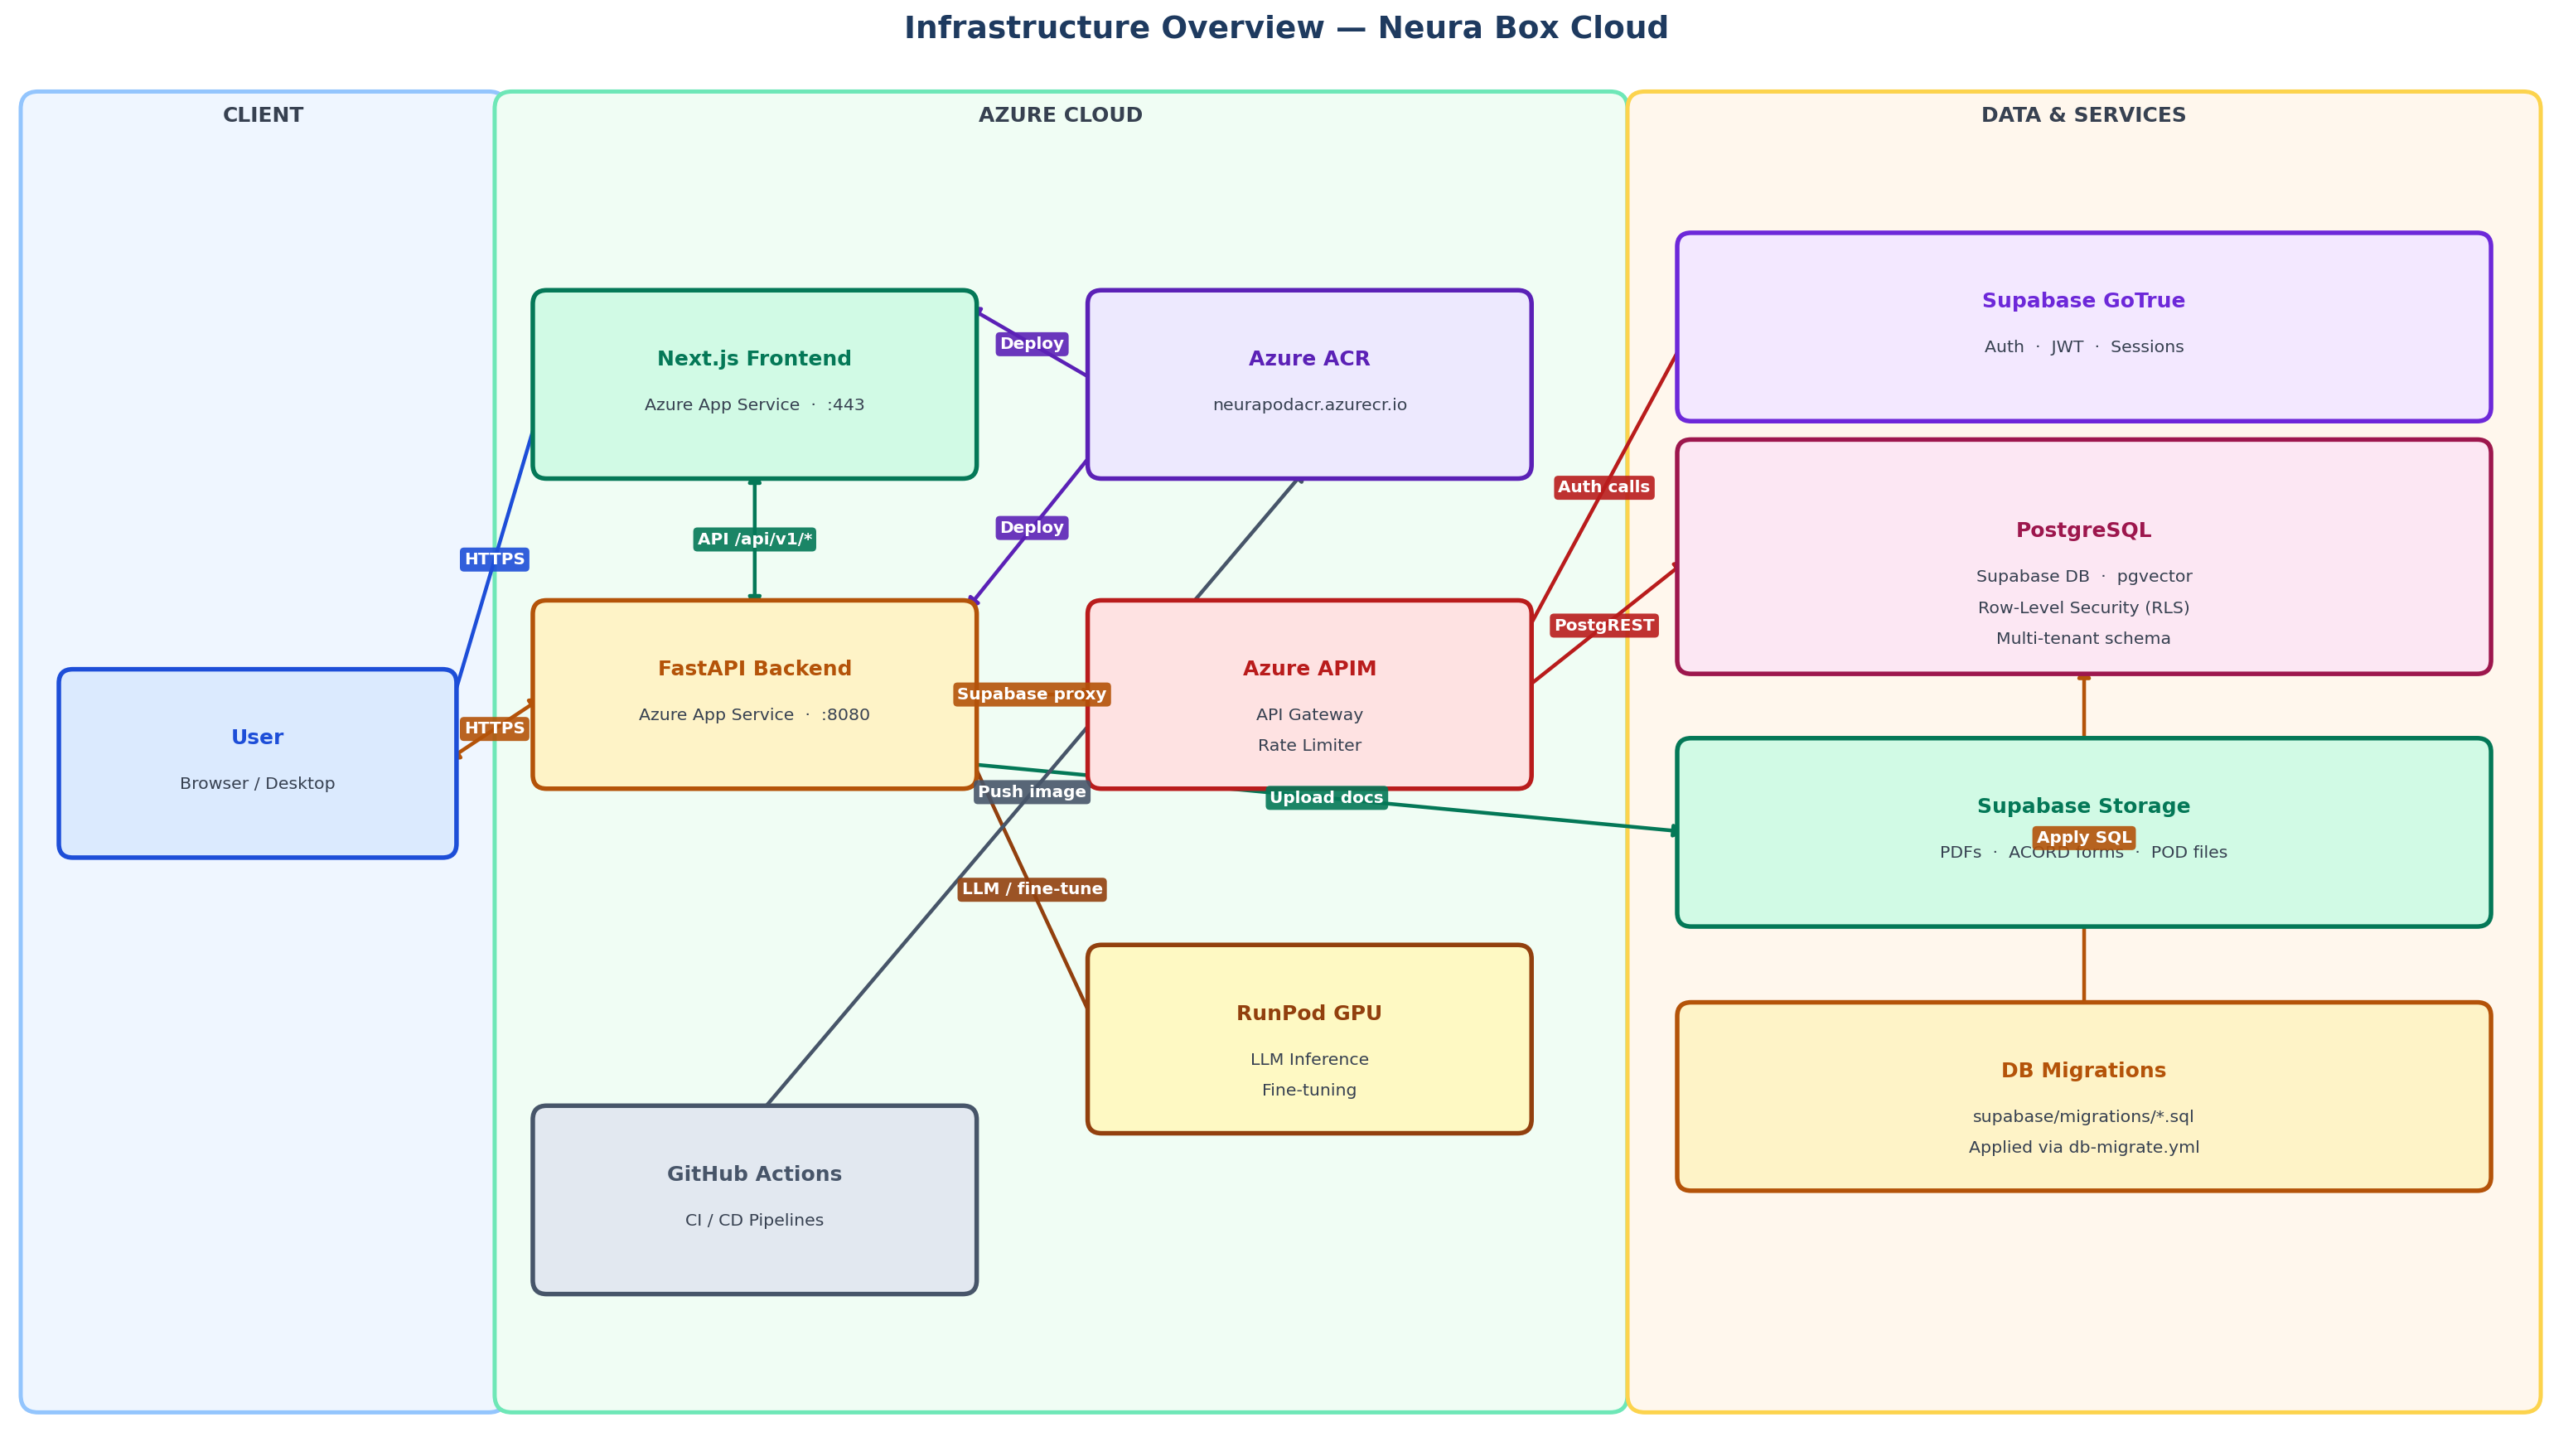 Infrastructure Overview — Neura Box Cloud
CLIENT
User
Browser / Desktop
HTTPS
HTTPS
AZURE CLOUD
Next.js Frontend
Azure App Service · :443
Deploy
Azure ACR
neurapodacr.azurecr.io
API /api/v1/*
Deploy
FastAPI Backend
Azure App Service · :8080
Supabase proxy
Azure APIM
API Gateway
Rate Limiter
Push image
Upload docs
LLM / fine-tune
RunPod GPU
LLM Inference
Fine-tuning
GitHub Actions
CI / CD Pipelines
Auth calls
PostgREST
DATA & SERVICES
Supabase GoTrue
Auth · JWT · Sessions
PostgreSQL
Supabase DB · pgvector
Row-Level Security (RLS)
Multi-tenant schema
Supabase Storage
Apply SQL
PDFs · ACORD forms · POD files
DB Migrations
supabase/migrations/*.sql
Applied via db-migrate.yml